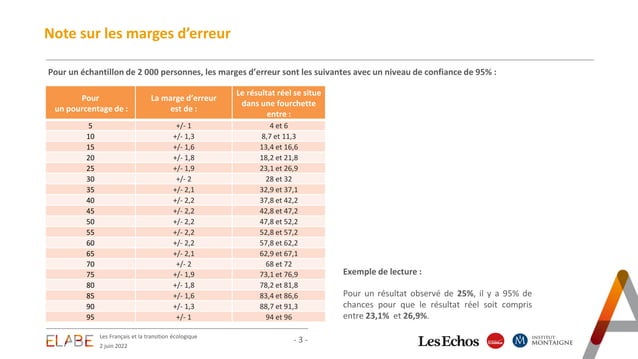 Note sur les marges d’erreur
Pour un échantillon de 2 000 personnes, les marges d’erreur sont les suivantes avec un niveau de confiance de 95% :
Pour
un pourcentage de :
La marge d’erreur
est de :
Le résultat réel se situe
dans une fourchette
entre :
5 +/- 1 4 et 6
10 +/- 1,3 8,7 et 11,3
15 +/- 1,6 13,4 et 16,6
20 +/- 1,8 18,2 et 21,8
25 +/- 1,9 23,1 et 26,9
30 +/- 2 28 et 32
35 +/- 2,1 32,9 et 37,1
40 +/- 2,2 37,8 et 42,2
45 +/- 2,2 42,8 et 47,2
50 +/- 2,2 47,8 et 52,2
55 +/- 2,2 52,8 et 57,2
60 +/- 2,2 57,8 et 62,2
65 +/- 2,1 62,9 et 67,1
70 +/- 2 68 et 72
75 +/- 1,9 73,1 et 76,9
80 +/- 1,8 78,2 et 81,8
85 +/- 1,6 83,4 et 86,6
90 +/- 1,3 88,7 et 91,3
95 +/- 1 94 et 96
Exemple de lecture :
Pour un résultat observé de 25%, il y a 95% de
chances pour que le résultat réel soit compris
entre 23,1% et 26,9%.
ELABE
Les Français et la transition écologique
2 juin 2022
- 3 -
Les Echos
INSTITUT
MONTAIGNE